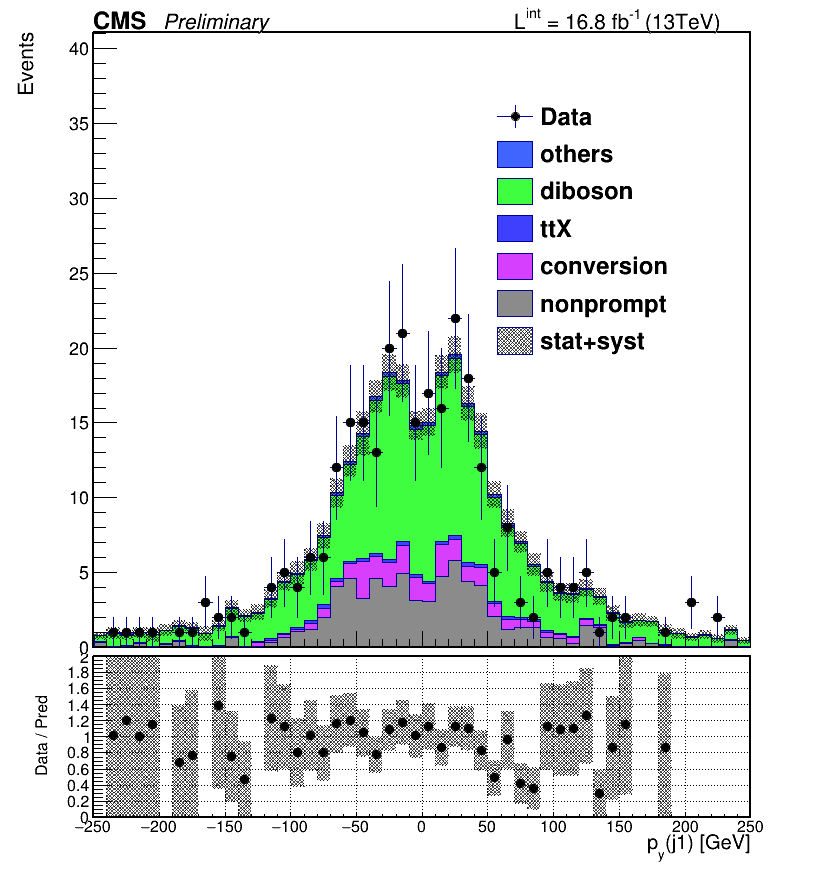 CMS Preliminary L^int = 16.8 fb^-1 (13TeV)
Events
40
35
30
25
20
15
10
5
0
Data
others
diboson
ttX
conversion
nonprompt
stat+syst
Data / Pred
2
1.8
1.6
1.4
1.2
1
0.8
0.6
0.4
0.2
0
−250 −200 −150 −100 −50 0 50 100 150 200 250
p_y(j1) [GeV]